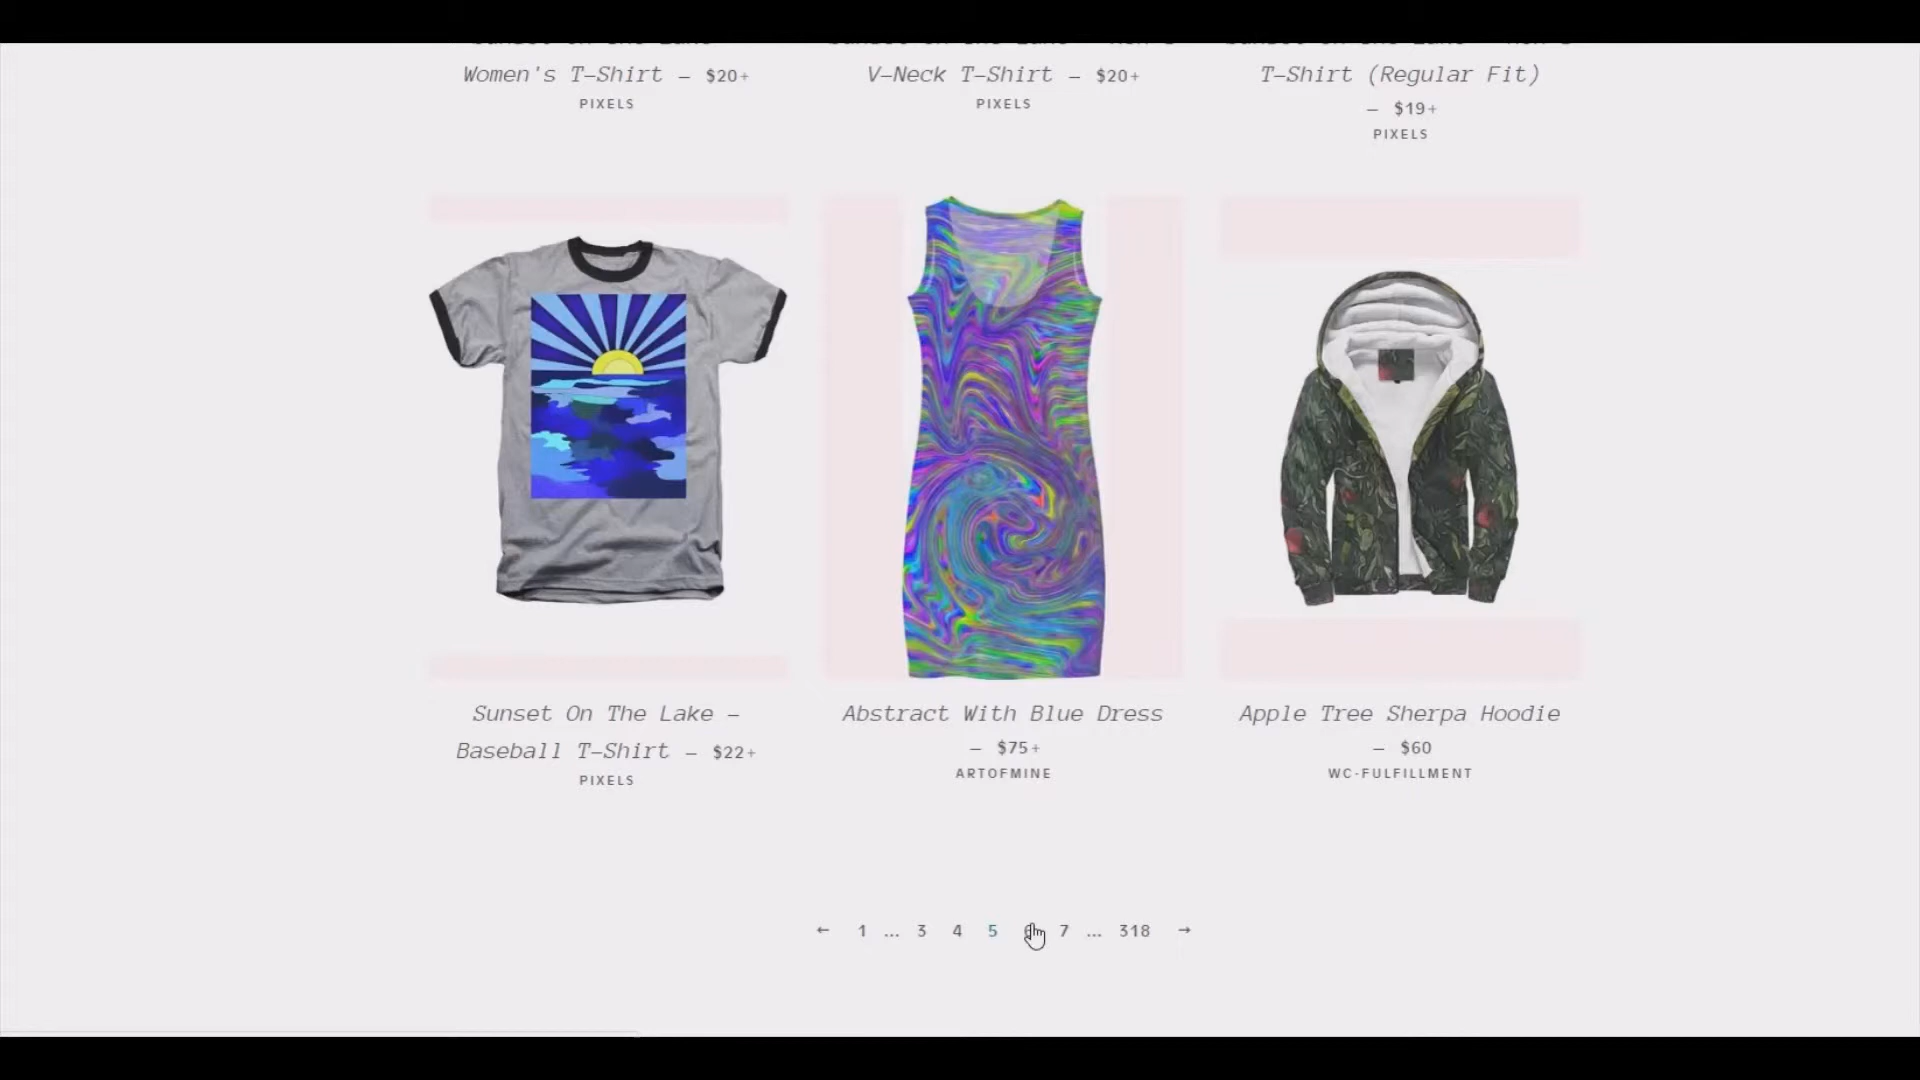 Women's T-Shirt — $20+
PIXELS
V-Neck T-Shirt — $20+
PIXELS
T-Shirt (Regular Fit)
— $19+
PIXELS
Sunset On The Lake –
Baseball T-Shirt — $22+
PIXELS
Abstract With Blue Dress
— $75+
ARTOFMINE
Apple Tree Sherpa Hoodie
— $60
WC-FULFILLMENT
← 1 ... 3 4 5 7 ... 318 →